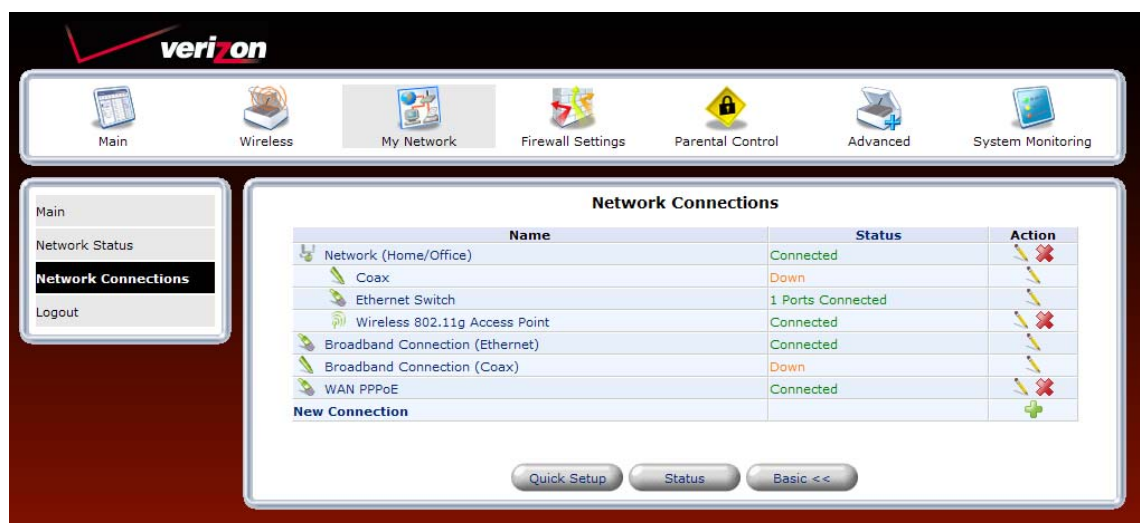 verizon
Main Wireless My Network Firewall Settings Parental Control Advanced System Monitoring
Main
Network Status
Network Connections
Logout
Network Connections
Name Status Action
Network (Home/Office) Connected
Coax Down
Ethernet Switch 1 Ports Connected
Wireless 802.11g Access Point Connected
Broadband Connection (Ethernet) Connected
Broadband Connection (Coax) Down
WAN PPPoE Connected
New Connection
Quick Setup Status Basic <<